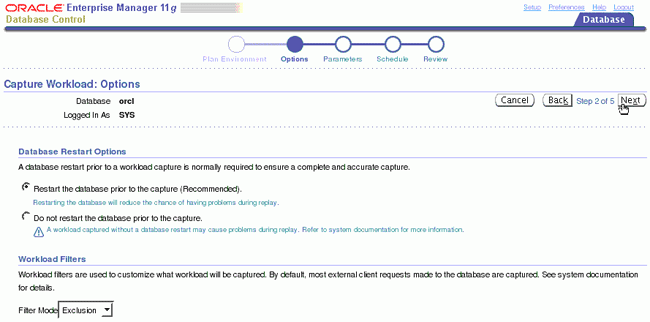 ORACLE Enterprise Manager 11g
Database Control
Setup Preferences Help Logout
Database
Plan Environment Options Parameters Schedule Review
Capture Workload: Options
Database orcl
Logged In As SYS
Cancel Back Step 2 of 5 Next
Database Restart Options
A database restart prior to a workload capture is normally required to ensure a complete and accurate capture.
Restart the database prior to the capture (Recommended).
Restarting the database will reduce the chance of having problems during replay.
Do not restart the database prior to the capture.
A workload captured without a database restart may cause problems during replay. Refer to system documentation for more information.
Workload Filters
Workload filters are used to customize what workload will be captured. By default, most external client requests made to the database are captured. See system documentation
for details.
Filter Mode Exclusion